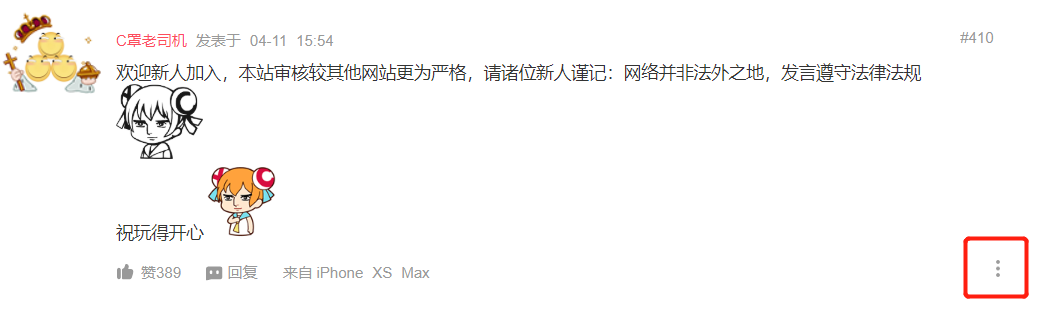 C罩老司机 发表于 04-11 15:54
#410
欢迎新人加入，本站审核较其他网站更为严格，请诸位新人谨记：网络并非法外之地，发言遵守法律法规
祝玩得开心
赞389 回复 来自 iPhone XS Max